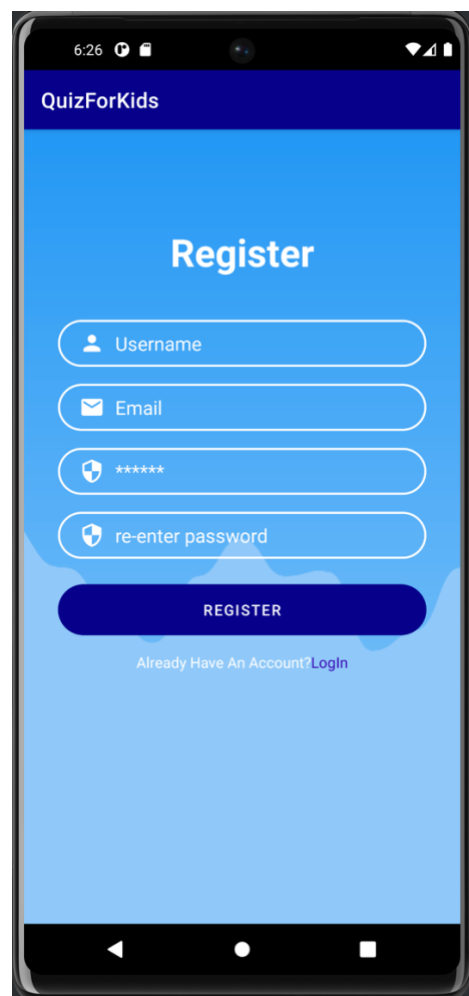 6:26
QuizForKids
Register
Username
Email
******
re-enter password
REGISTER
Already Have An Account?LogIn